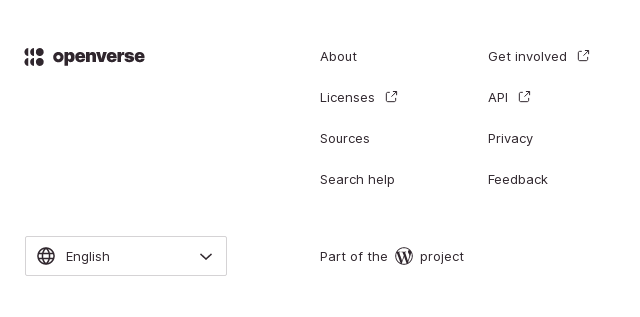 openverse
About
Licenses
Sources
Search help
Get involved
API
Privacy
Feedback
English
Part of the W project